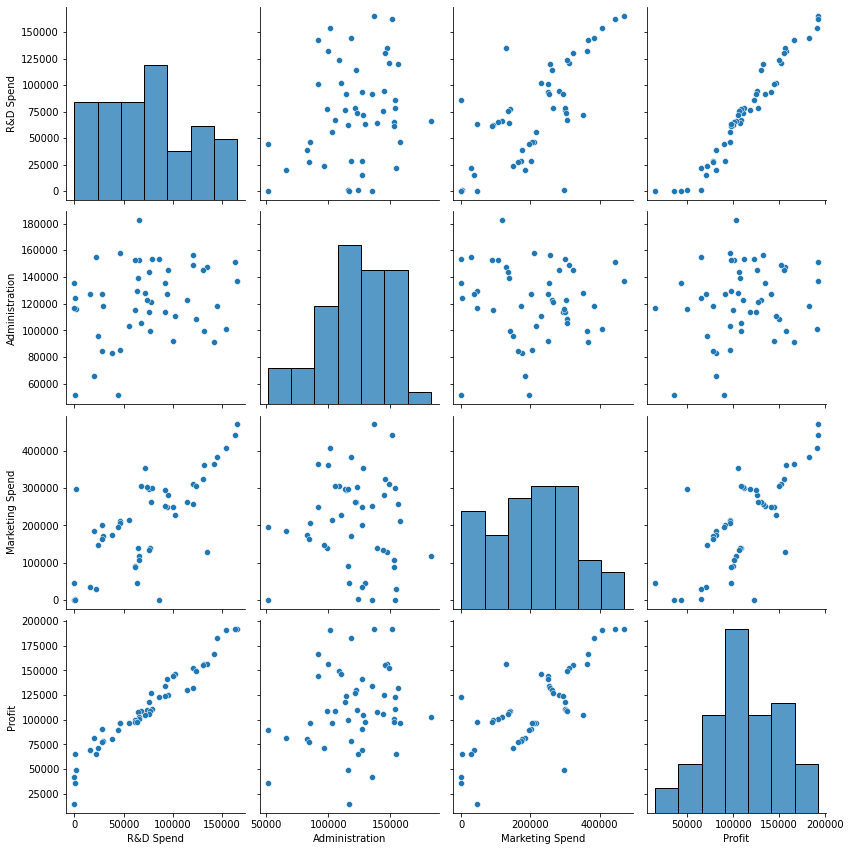 150000
125000
100000
75000
50000
25000
0
R&D Spend
180000
160000
140000
120000
100000
80000
60000
Administration
400000
300000
200000
100000
0
Marketing Spend
200000
175000
150000
125000
100000
75000
50000
25000
Profit
0 50000 100000 150000
R&D Spend
50000 100000 150000
Administration
0 200000 400000
Marketing Spend
50000 100000 150000 200000
Profit